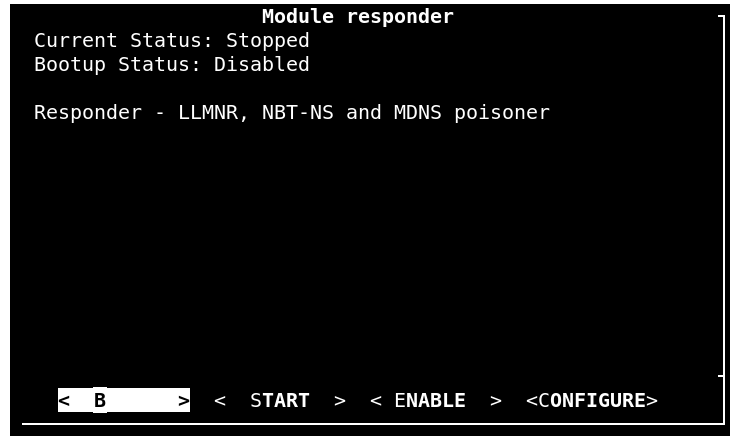 Module responder
Current Status: Stopped
Bootup Status: Disabled
Responder - LLMNR, NBT-NS and MDNS poisoner
< B > < START > < ENABLE > <CONFIGURE>